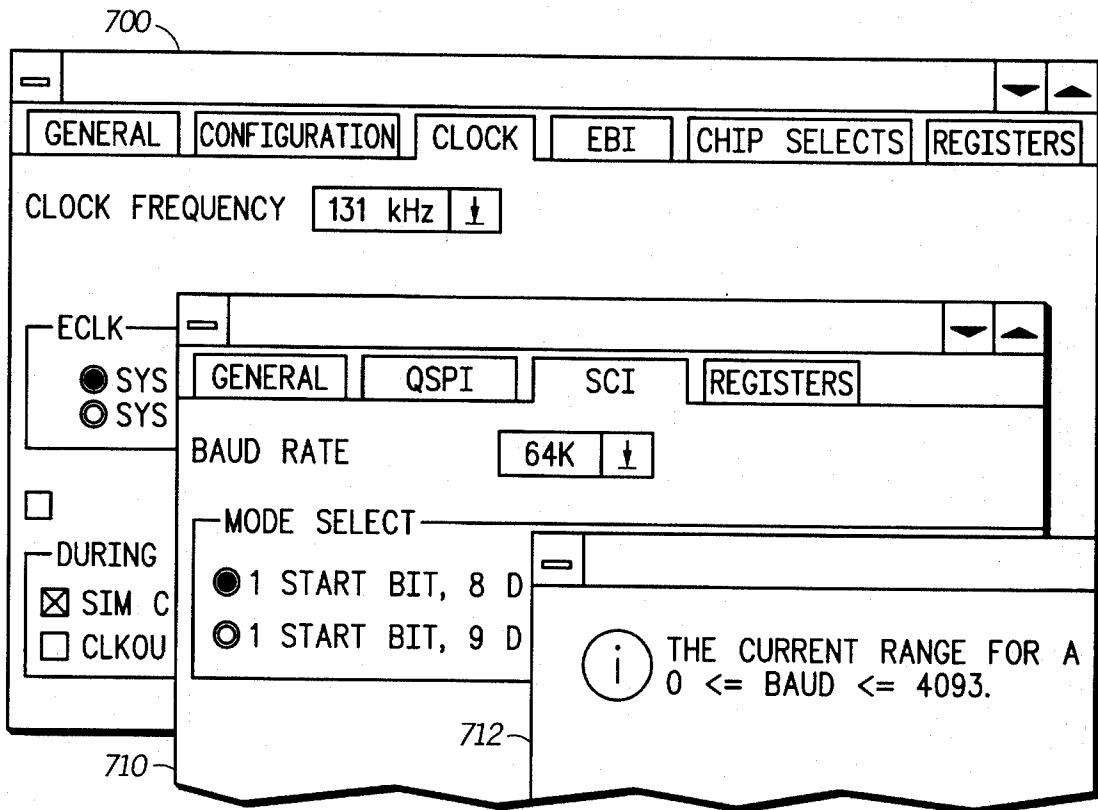 700
GENERAL CONFIGURATION CLOCK EBI CHIP SELECTS REGISTERS
CLOCK FREQUENCY 131 kHz
ECLK
SYS
SYS
DURING
SIM C
CLKOU
GENERAL QSPI SCI REGISTERS
BAUD RATE 64K
MODE SELECT
1 START BIT, 8 D
1 START BIT, 9 D
710
i THE CURRENT RANGE FOR A
0 <= BAUD <= 4093.
712